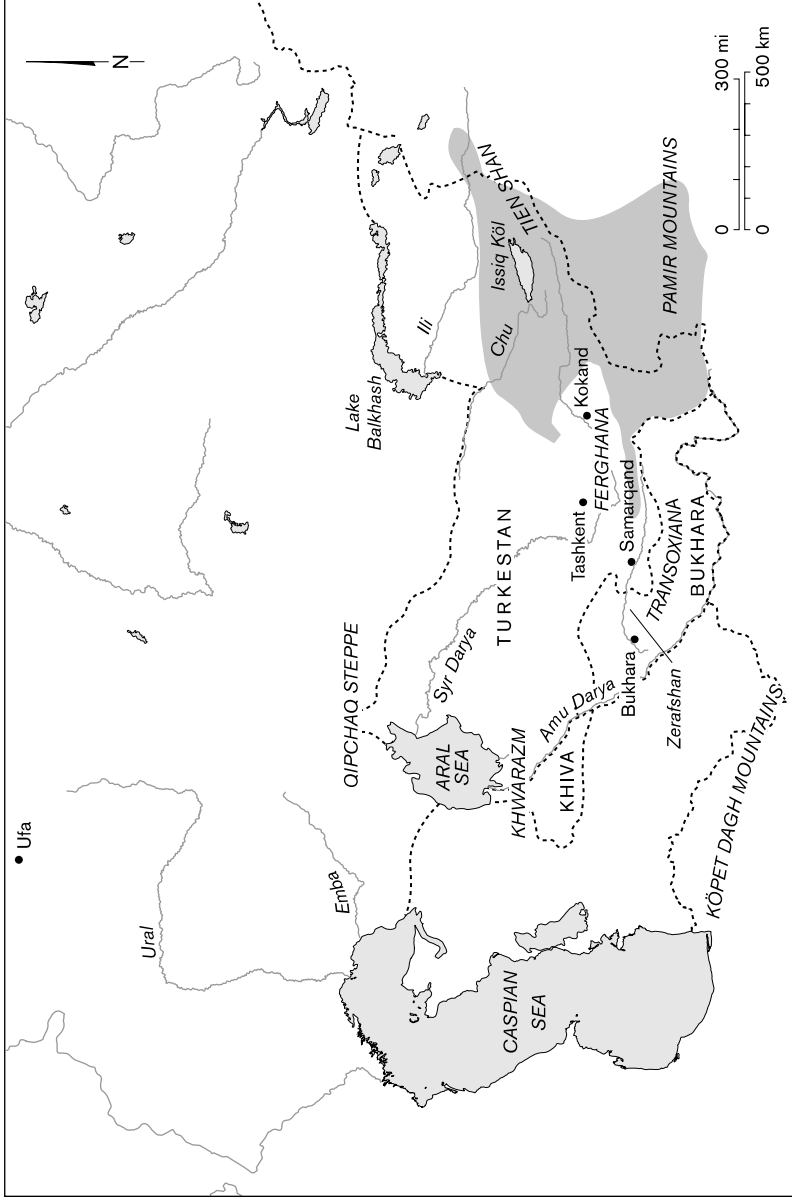 N
Ufa
Ural
Emba
QIPCHAQ STEPPE
Lake
Balkhash
Ili
Syr Darya
ARAL
SEA
TURKESTAN
Chu
Issiq Köl
TIEN SHAN
CASPIAN
SEA
KHWARAZM
Amu Darya
KHIVA
Tashkent
Kokand
FERGHANA
Bukhara
Samarqand
Zerafshan
TRANSOXIANA
BUKHARA
PAMIR MOUNTAINS
KÖPET DAGH MOUNTAINS
0
300 mi
0
500 km